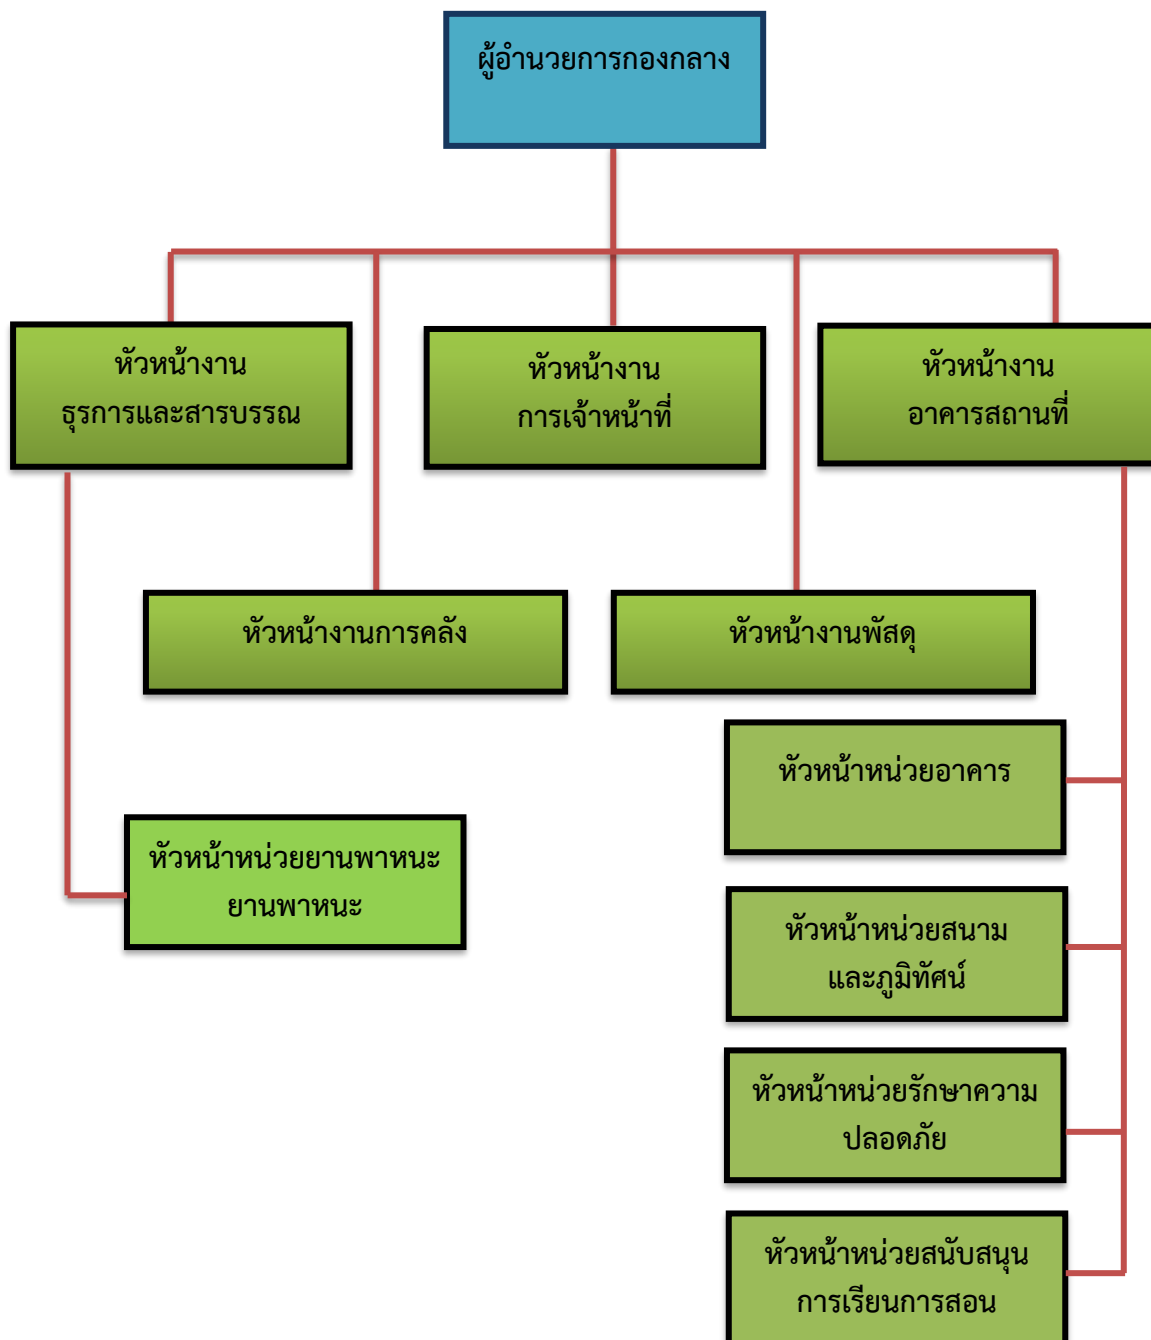 ผู้อำนวยการกองกลาง
หัวหน้างาน
ธุรการและสารบรรณ
หัวหน้างาน
การเจ้าหน้าที่
หัวหน้างาน
อาคารสถานที่
หัวหน้างานการคลัง
หัวหน้างานพัสดุ
หัวหน้าหน่วยอาคาร
หัวหน้าหน่วยยานพาหนะ
ยานพาหนะ
หัวหน้าหน่วยสนาม
และภูมิทัศน์
หัวหน้าหน่วยรักษาความ
ปลอดภัย
หัวหน้าหน่วยสนับสนุน
การเรียนการสอน